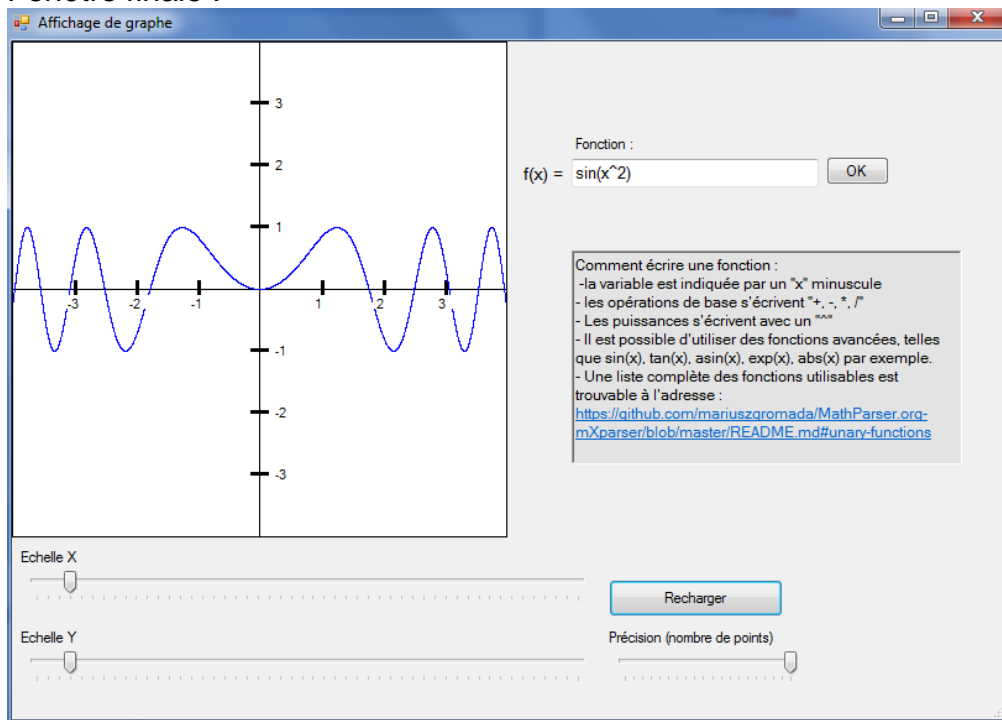 Fenêtre finale :
Affichage de graphe
3
2
1
-3
-2
-1
1
2
3
-1
-2
-3
Fonction :
f(x) =
sin(x^2)
OK
Comment écrire une fonction :
-la variable est indiquée par un "x" minuscule
- les opérations de base s'écrivent "+, -, *, /"
- Les puissances s'écrivent avec un "^"
- Il est possible d'utiliser des fonctions avancées, telles
que sin(x), tan(x), asin(x), exp(x), abs(x) par exemple.
- Une liste complète des fonctions utilisables est
trouvable à l'adresse :
https://github.com/mariuszgromada/MathParser.org-
mXparser/blob/master/README.md#unary-functions
Echelle X
Recharger
Echelle Y
Précision (nombre de points)